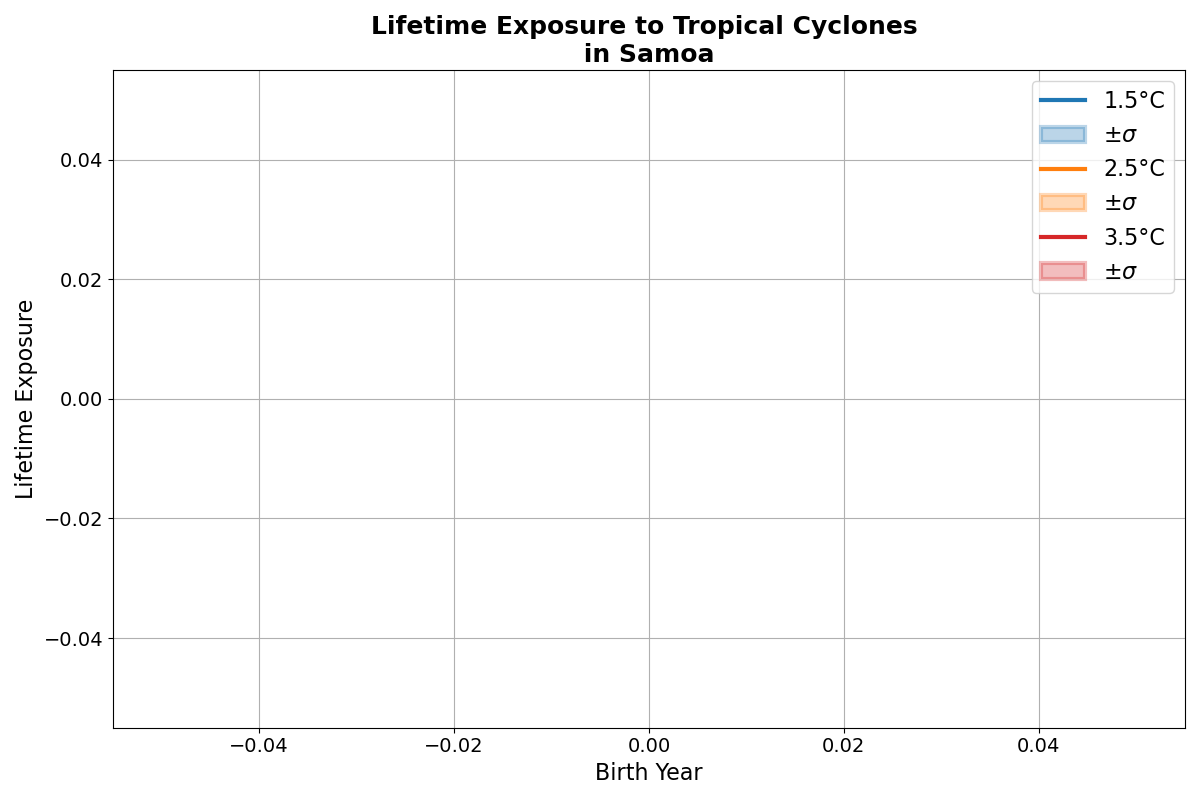 Lifetime Exposure to Tropical Cyclones
in Samoa
1.5°C
±σ
2.5°C
±σ
3.5°C
±σ
0.04
0.02
0.00
−0.02
−0.04
Lifetime Exposure
−0.04
−0.02
0.00
0.02
0.04
Birth Year